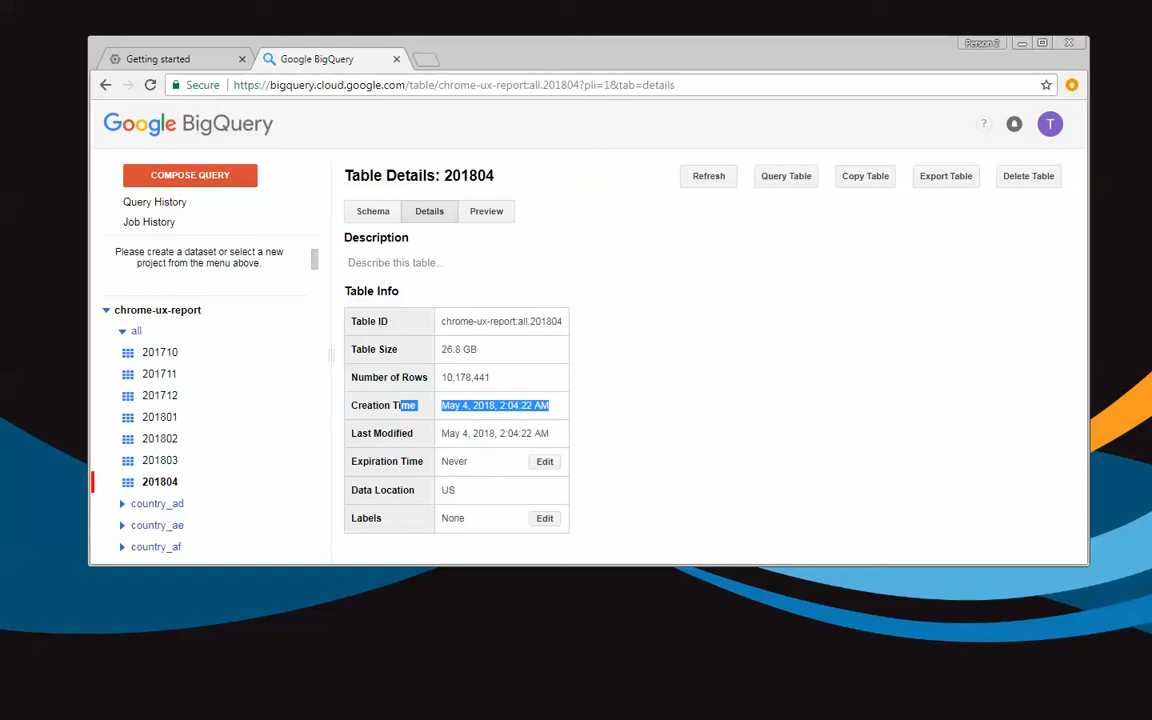 Person 2
Getting started
Google BigQuery
Secure https://bigquery.cloud.google.com/table/chrome-ux-report:all.201804?pli=1&tab=details
Google BigQuery
? T
COMPOSE QUERY
Query History
Job History
Please create a dataset or select a new
project from the menu above.
chrome-ux-report
all
201710
201711
201712
201801
201802
201803
201804
country_ad
country_ae
country_af
Table Details: 201804
Refresh Query Table Copy Table Export Table Delete Table
Schema Details Preview
Description
Describe this table...
Table Info
Table ID chrome-ux-report:all.201804
Table Size 26.8 GB
Number of Rows 10,178,441
Creation Time May 4, 2018, 2:04:22 AM
Last Modified May 4, 2018, 2:04:22 AM
Expiration Time Never Edit
Data Location US
Labels None Edit